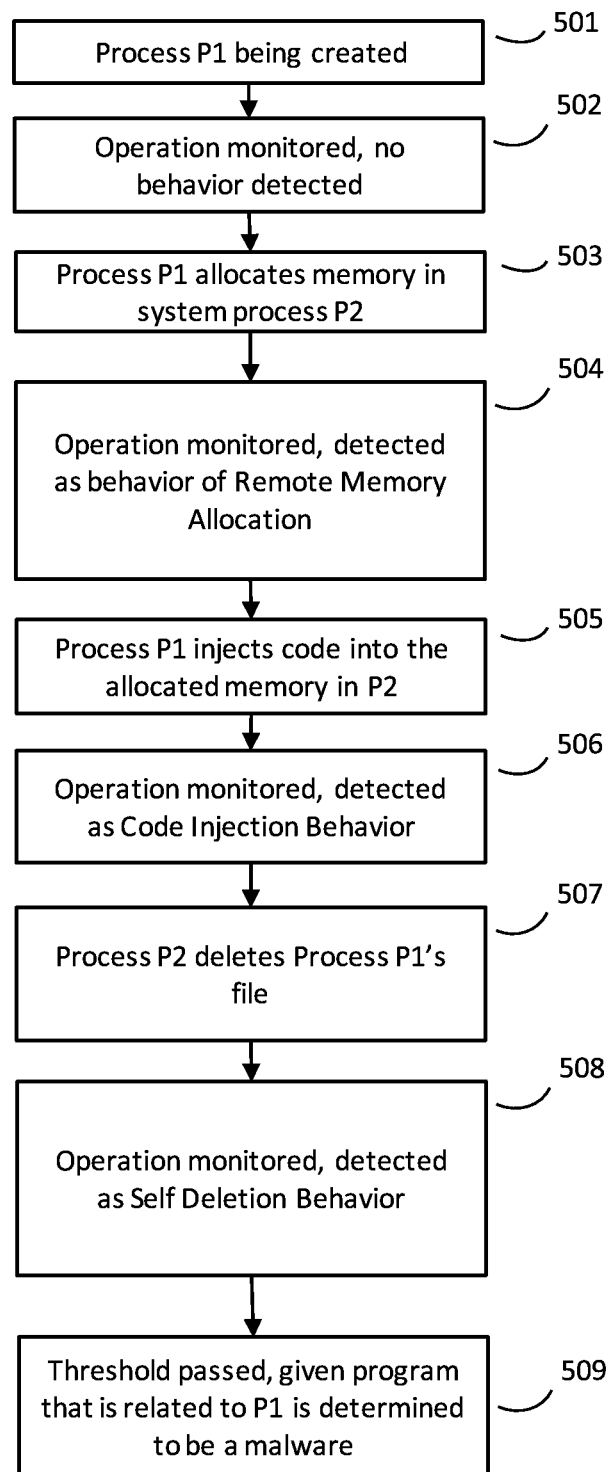 501
Process P1 being created
502
Operation monitored, no
behavior detected
503
Process P1 allocates memory in
system process P2
504
Operation monitored, detected
as behavior of Remote Memory
Allocation
505
Process P1 injects code into the
allocated memory in P2
506
Operation monitored, detected
as Code Injection Behavior
507
Process P2 deletes Process P1's
file
508
Operation monitored, detected
as Self Deletion Behavior
509
Threshold passed, given program
that is related to P1 is determined
to be a malware